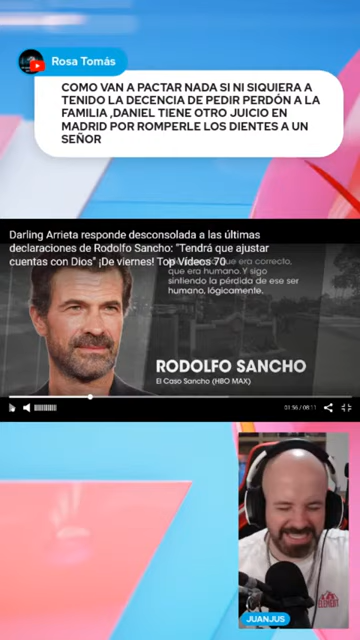 Rosa Tomás
COMO VAN A PACTAR NADA SI NI SIQUIERA A
TENIDO LA DECENCIA DE PEDIR PERDÓN A LA
FAMILIA ,DANIEL TIENE OTRO JUICIO EN
MADRID POR ROMPERLE LOS DIENTES A UN
SEÑOR
Darling Arrieta responde desconsolada a las últimas
declaraciones de Rodolfo Sancho: "Tendrá que ajustar
cuentas con Dios" ¡De viernes! Top Vídeos 70
que era correcto,
que era humano. Y sigo
sintiendo la pérdida de ese ser
humano, lógicamente.
RODOLFO SANCHO
El Caso Sancho (HBO MAX)
01:56 / 08:11
ELEMENT
JUANJUS